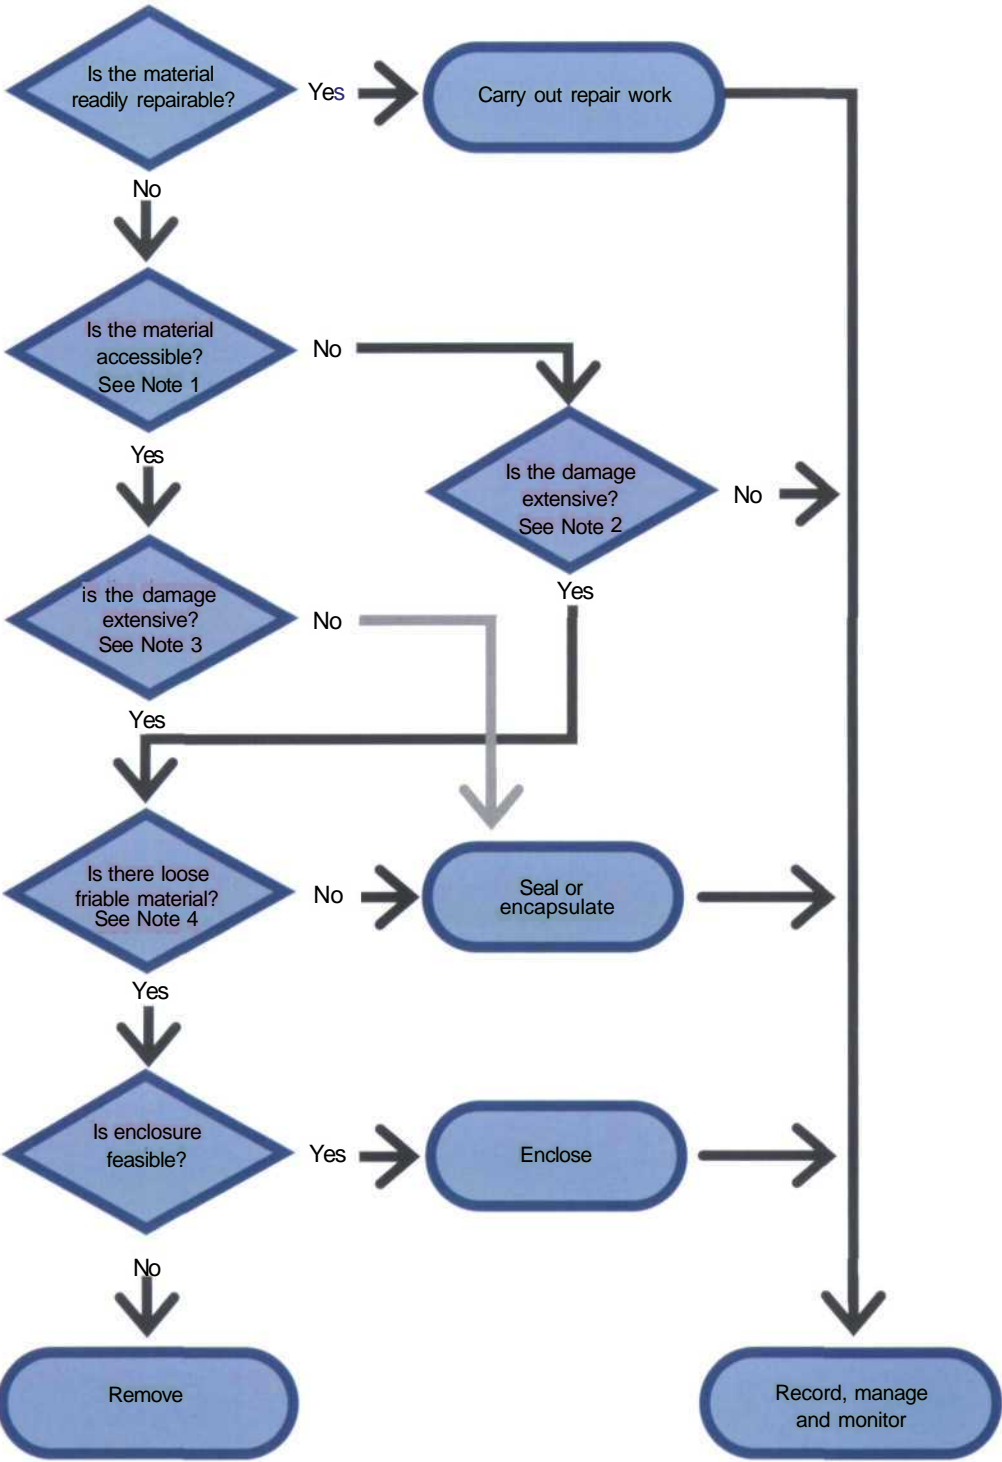 Is the material
readily repairable?
Yes
Carry out repair work
No
Is the material
accessible?
See Note 1
No
Yes
Is the damage
extensive?
See Note 2
No
Yes
is the damage
extensive?
See Note 3
No
Yes
Is there loose
friable material?
See Note 4
No
Seal or
encapsulate
Yes
Is enclosure
feasible?
Yes
Enclose
No
Remove
Record, manage
and monitor